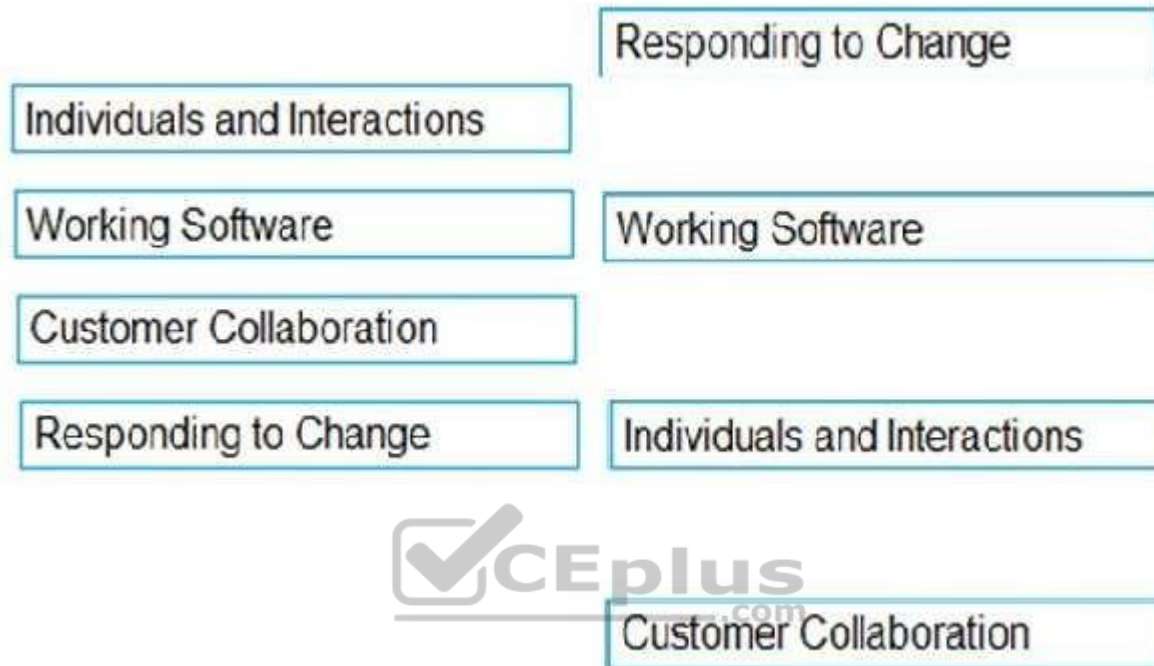 Responding to Change
Individuals and Interactions
Working Software
Working Software
Customer Collaboration
Responding to Change
Individuals and Interactions
CEplus
.com
Customer Collaboration